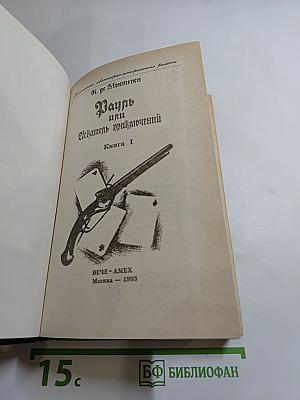 К. де Монтепен
Рауль
или
Искатель приключений
Книга I
ВЕЧЕ-АМЕХ
Москва — 1993
15с
БФ БИБЛИОФАН